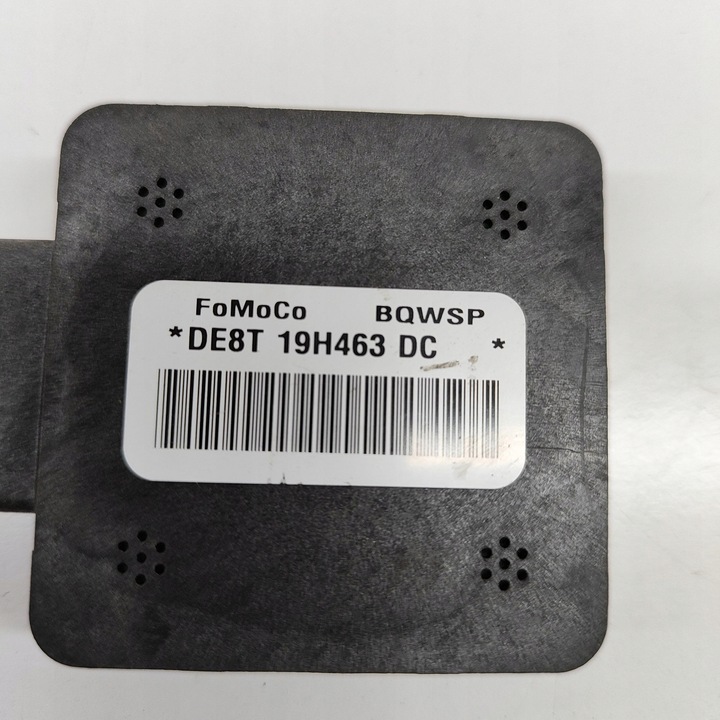 FoMoCo BQWSP
*DE8T 19H463 DC *